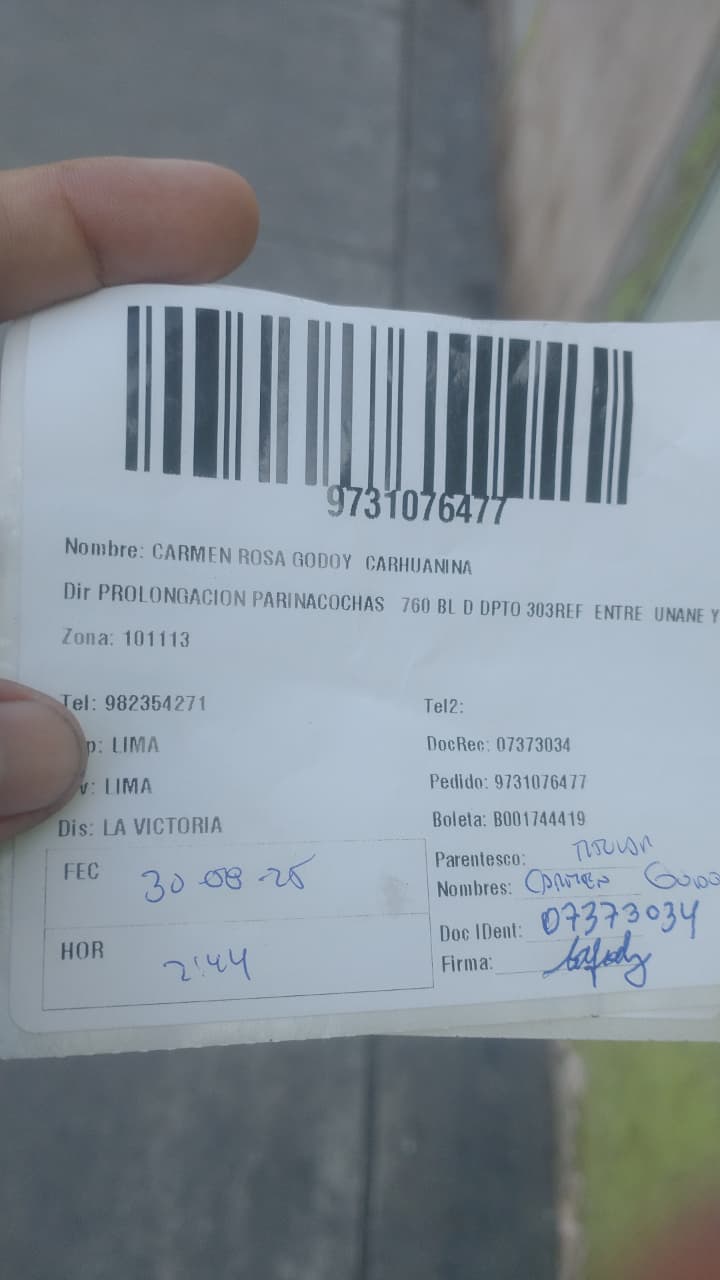 9731076477
Nombre: CARMEN ROSA GODOY CARHUANINA
Dir PROLONGACION PARINACOCHAS 760 BL D DPTO 303REF ENTRE UNANE Y
Zona: 101113
Tel: 982354271 Tel2:
p: LIMA DocRec: 07373034
v: LIMA Pedido: 9731076477
Dis: LA VICTORIA Boleta: B001744419
FEC 30-08-25 Parentesco: TITULAR
Nombres: CARMEN GODO
HOR 2:44 Doc IDent: 07373034
Firma: